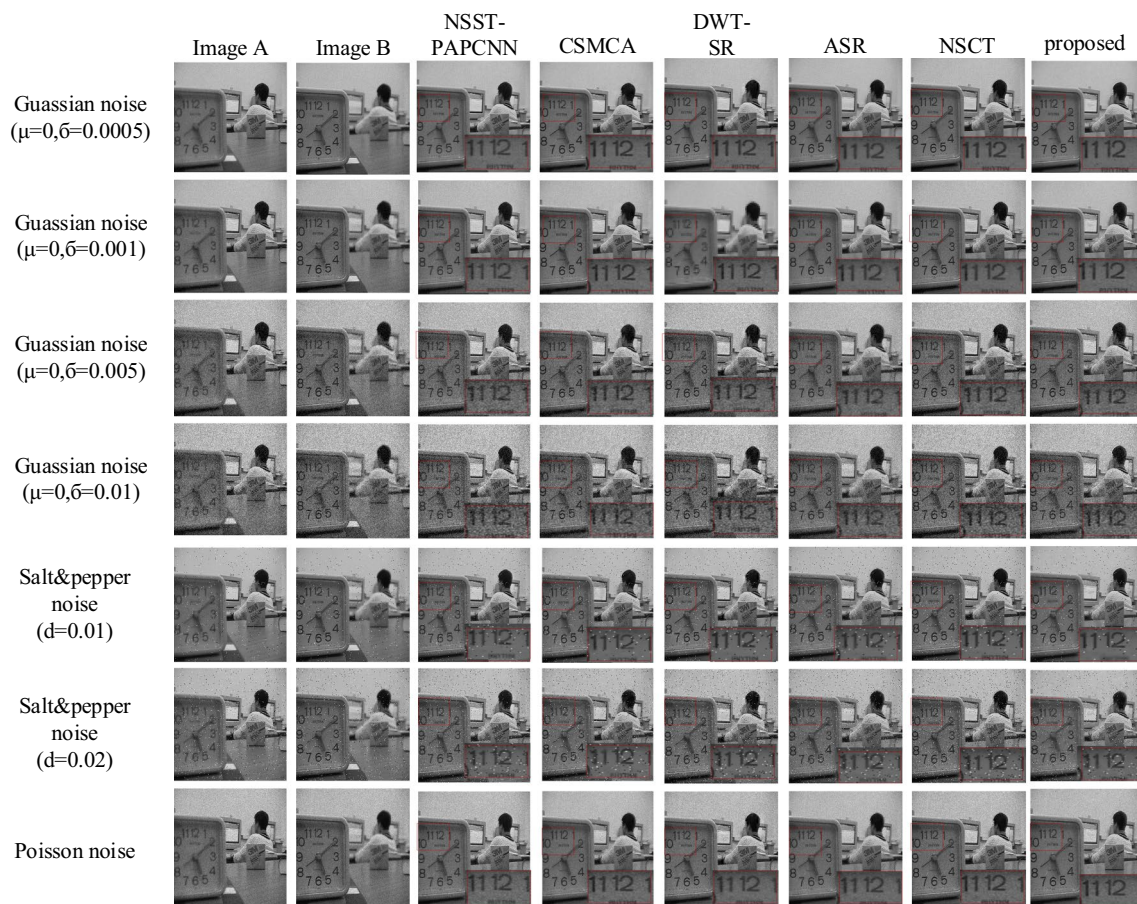 NSST-
PAPCNN
DWT-
SR
Image A
Image B
CSMCA
ASR
NSCT
proposed
Guassian noise
(μ=0,б=0.0005)
Guassian noise
(μ=0,б=0.001)
Guassian noise
(μ=0,б=0.005)
Guassian noise
(μ=0,б=0.01)
Salt&pepper
noise
(d=0.01)
Salt&pepper
noise
(d=0.02)
Poisson noise